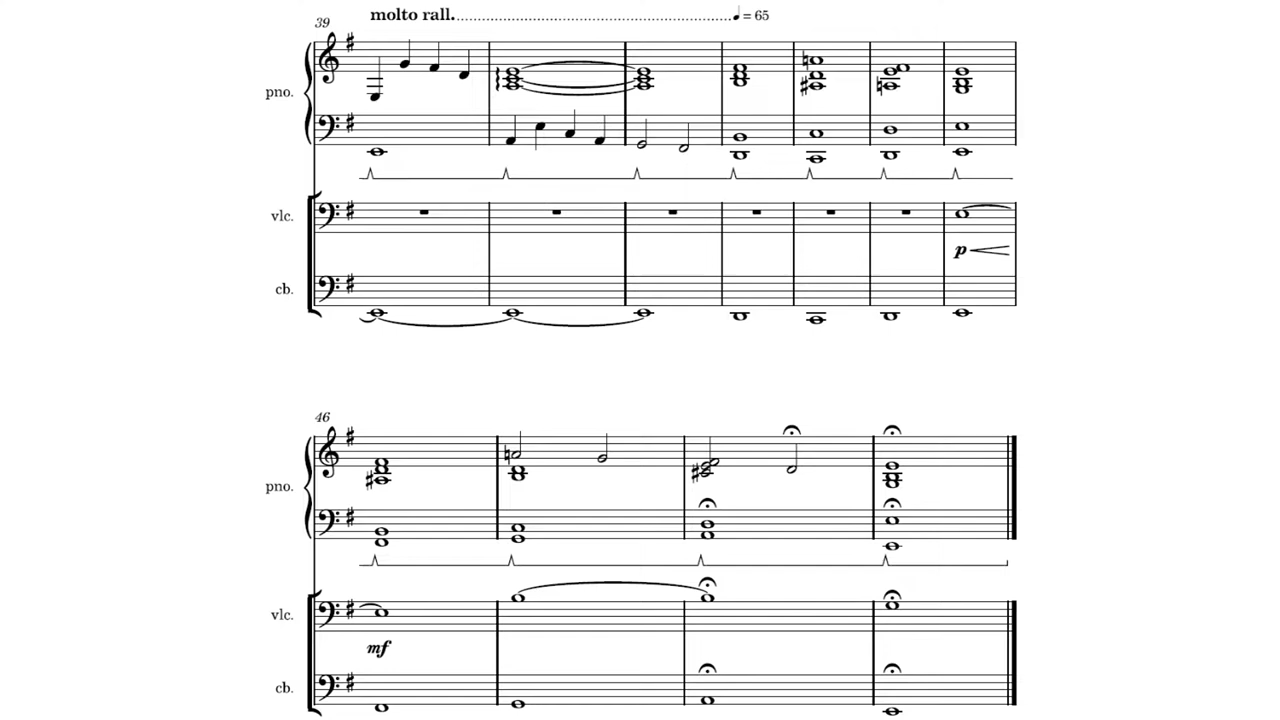 molto rall. = 65
39
pno.
vlc.
p
cb.
46
pno.
vlc.
mf
cb.